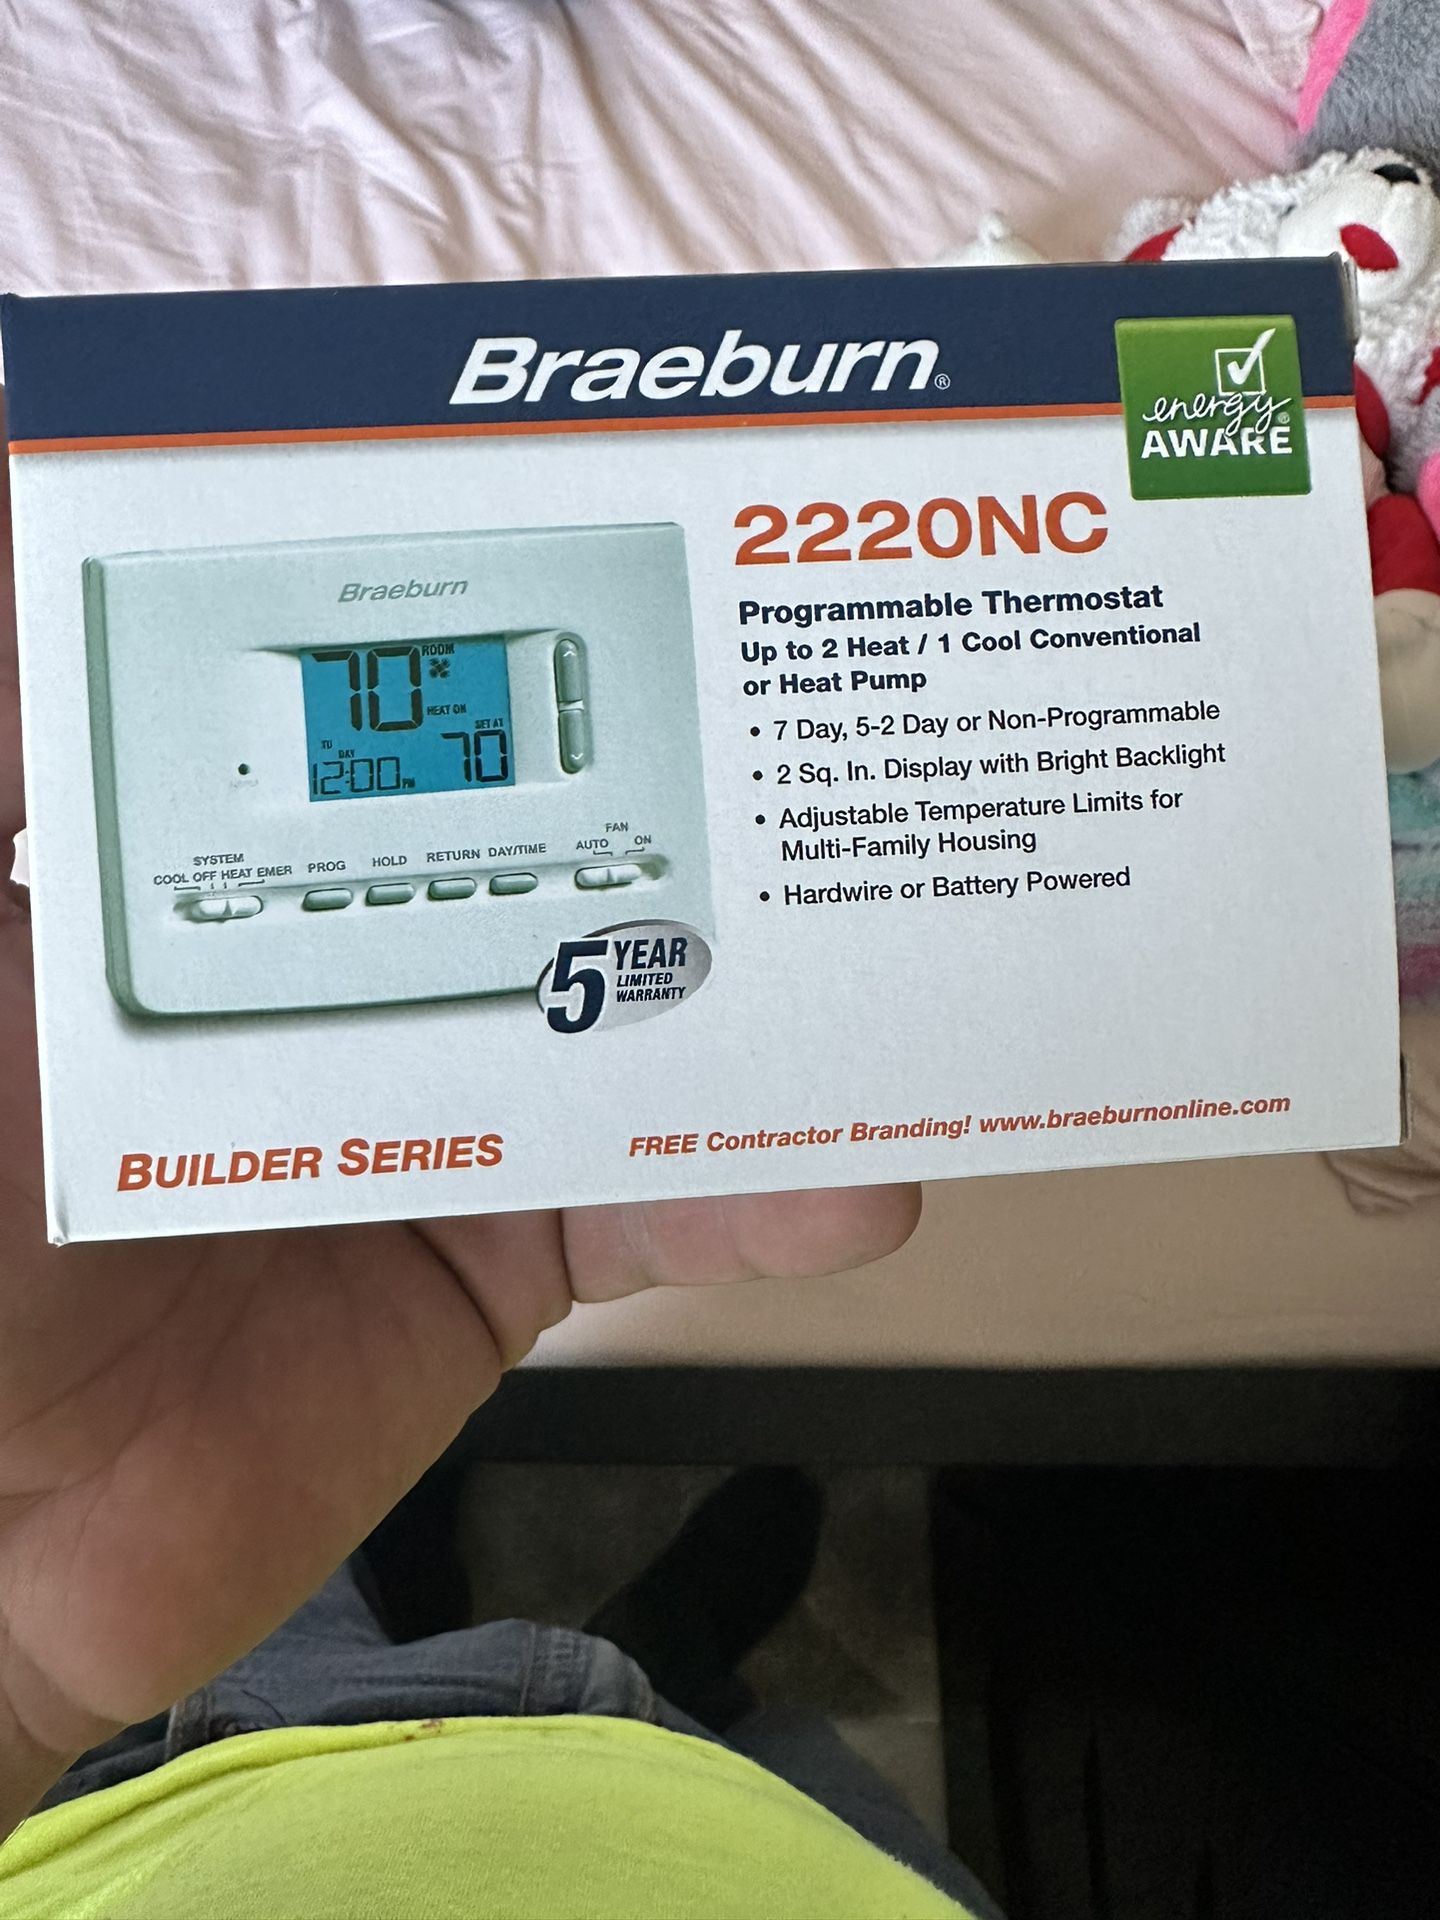 Braeburn®
energy®
AWARE
2220NC
Programmable Thermostat
Up to 2 Heat / 1 Cool Conventional
or Heat Pump
• 7 Day, 5-2 Day or Non-Programmable
• 2 Sq. In. Display with Bright Backlight
• Adjustable Temperature Limits for
Multi-Family Housing
• Hardwire or Battery Powered
Braeburn
70 ROOM
HEAT ON
SET AT
TU
DAY
12:00 PM 70
SYSTEM
COOL OFF HEAT EMER
PROG
HOLD
RETURN
DAY/TIME
FAN
AUTO ON
5 YEAR
LIMITED
WARRANTY
BUILDER SERIES
FREE Contractor Branding! www.braeburnonline.com